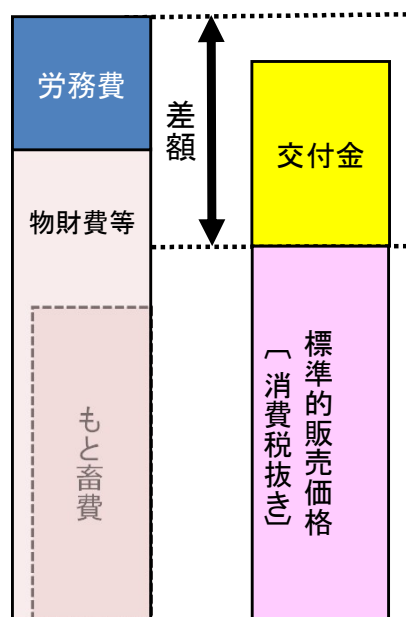 労務費
物財費等
もと畜費
差額
交付金
標準的販売価格
〔消費税抜き〕